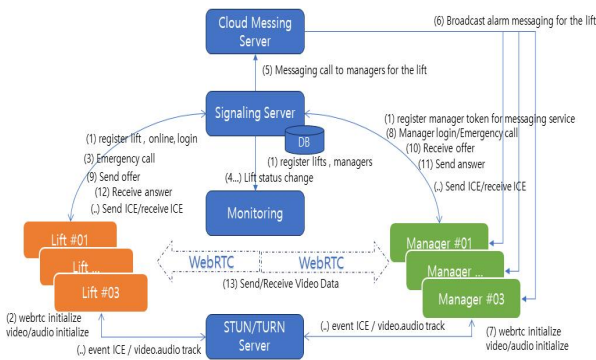 Cloud Messing
Server
(6) Broadcast alarm messaging for the lift
(5) Messaging call to managers for the lift
Signaling Server
DB
(1) register lift , online, login
(3) Emergency call
(9) Send offer
(12) Receive answer
(..) Send ICE/receive ICE
(1) register lifts , managers
(4...) Lift status change
(1) register manager token for messaging service
(8) Manager login/Emergency call
(10) Receive offer
(11) Send answer
(..) Send ICE/receive ICE
Monitoring
Lift #01
Lift ...
Lift #03
WebRTC
WebRTC
(13) Send/Receive Video Data
Manager #01
Manager ...
Manager #03
(2) webrtc initialize
video/audio initialize
(..) event ICE / video.audio track
STUN/TURN
Server
(..) event ICE / video.audio track
(7) webrtc initialize
video/audio initialize